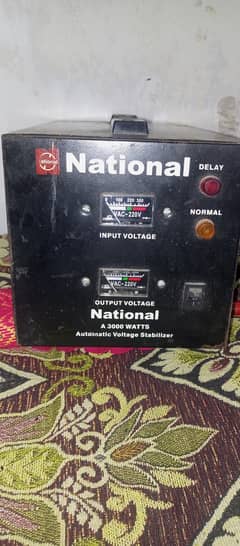 National
DELAY
NORMAL
VAC-220V
INPUT VOLTAGE
VAC-220V
OUTPUT VOLTAGE
National
A 3000 WATTS
Automatic Voltage Stabilizer